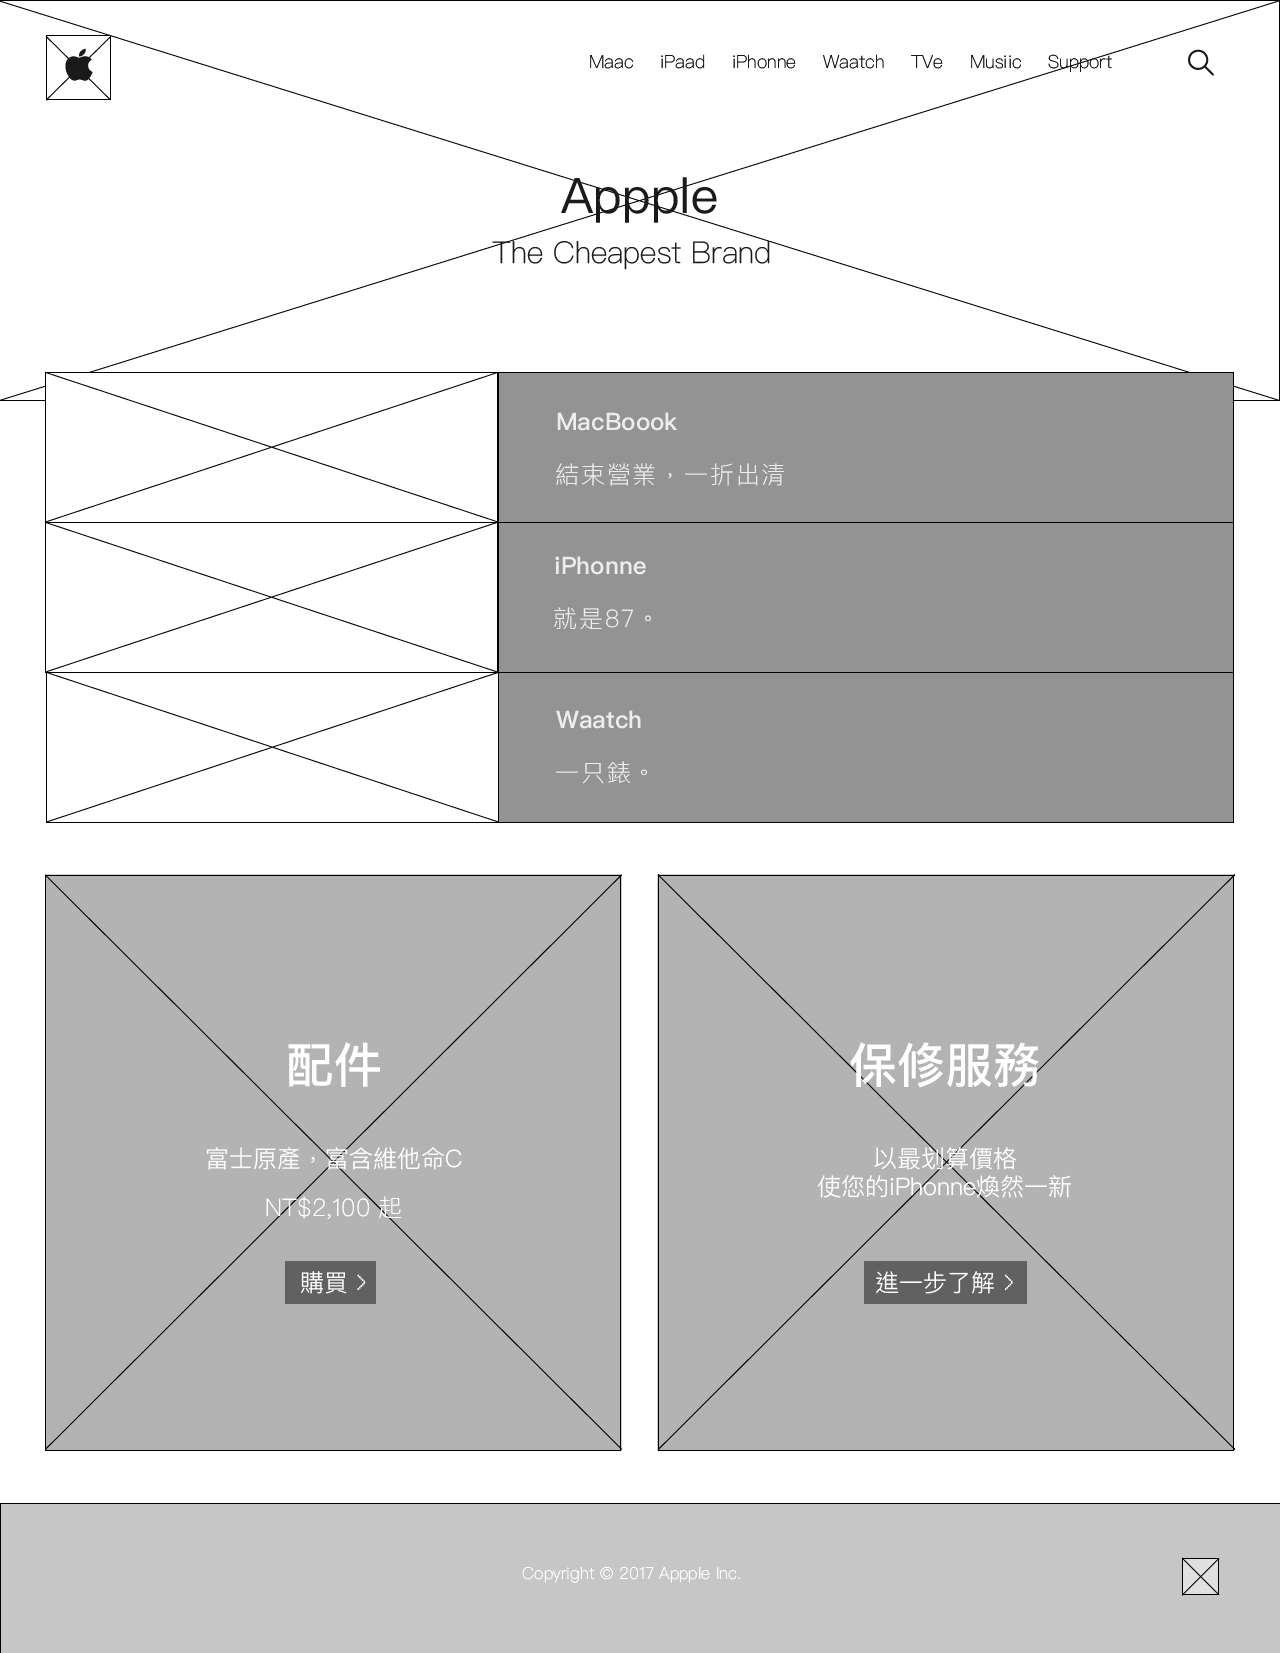 Maac iPaad iPhonne Waatch TVe Musiic Support
Appple
The Cheapest Brand
MacBoook
結束營業，一折出清
iPhonne
就是87。
Waatch
一只錶。
配件
富士原產，富含維他命C
NT$2,100 起
購買
保修服務
以最划算價格
使您的iPhonne煥然一新
進一步了解
Copyright © 2017 Appple Inc.